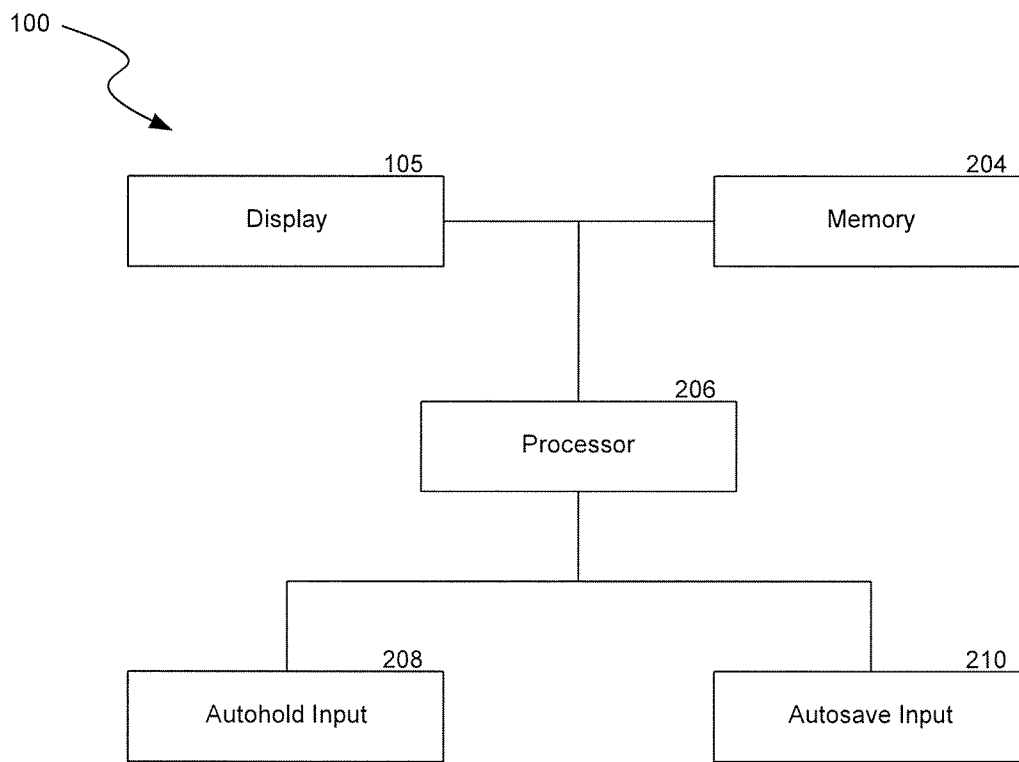 100
105
Display
204
Memory
206
Processor
208
Autohold Input
210
Autosave Input